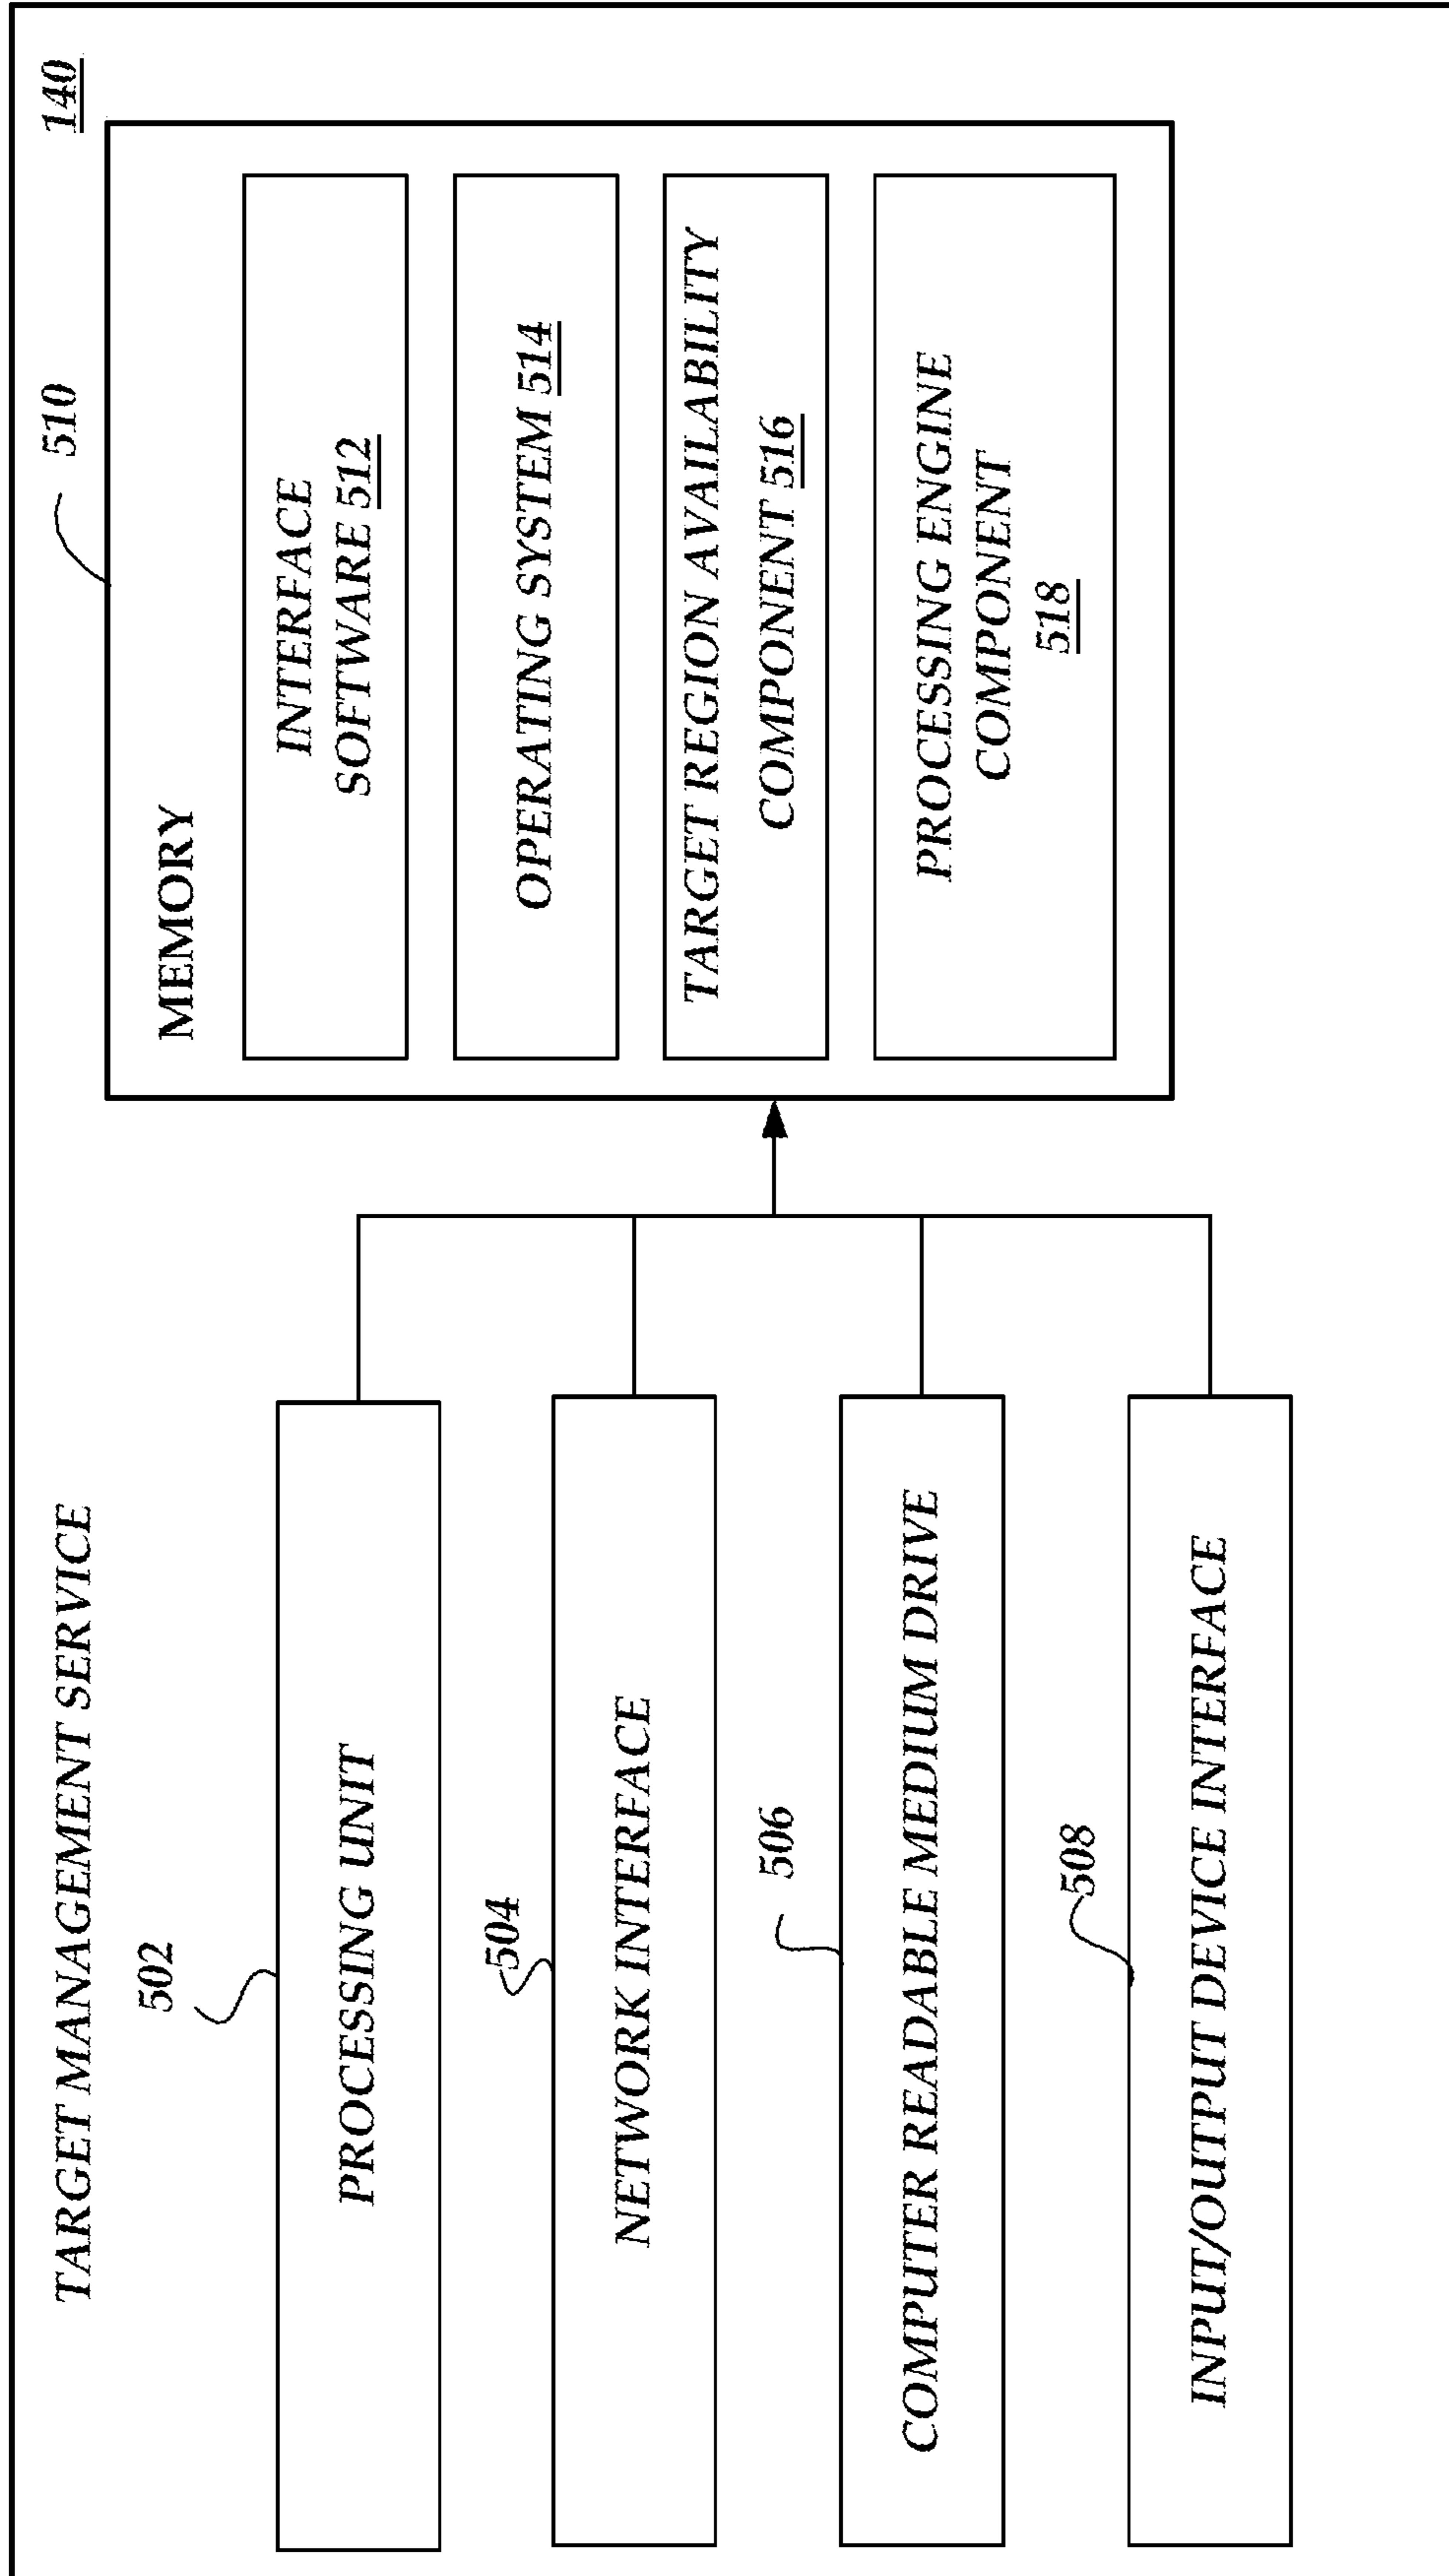 TARGET MANAGEMENT SERVICE
140
502
PROCESSING UNIT
504
NETWORK INTERFACE
506
COMPUTER READABLE MEDIUM DRIVE
508
INPUT/OUTPUT DEVICE INTERFACE
510
MEMORY
INTERFACE
SOFTWARE 512
OPERATING SYSTEM 514
TARGET REGION AVAILABILITY
COMPONENT 516
PROCESSING ENGINE
COMPONENT
518